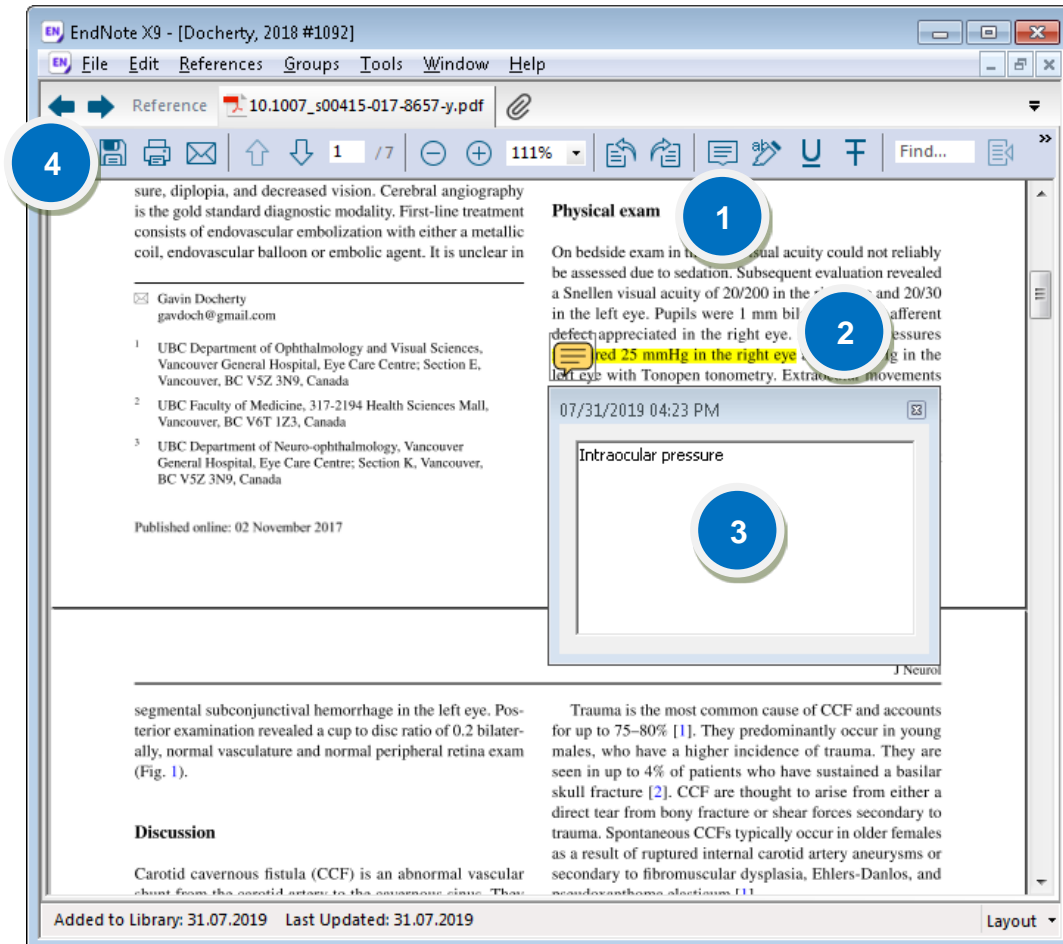 EndNote X9 - [Docherty, 2018 #1092]
File Edit References Groups Tools Window Help
Reference 10.1007_s00415-017-8657-y.pdf
1 /7 111% ab Find... »
4
sure, diplopia, and decreased vision. Cerebral angiography
is the gold standard diagnostic modality. First-line treatment
consists of endovascular embolization with either a metallic
coil, endovascular balloon or embolic agent. It is unclear in
Gavin Docherty
gavdoch@gmail.com
1 UBC Department of Ophthalmology and Visual Sciences,
Vancouver General Hospital, Eye Care Centre; Section E,
Vancouver, BC V5Z 3N9, Canada
2 UBC Faculty of Medicine, 317-2194 Health Sciences Mall,
Vancouver, BC V6T 1Z3, Canada
3 UBC Department of Neuro-ophthalmology, Vancouver
General Hospital, Eye Care Centre; Section K, Vancouver,
BC V5Z 3N9, Canada
Published online: 02 November 2017
Physical exam
1
On bedside exam in acuity could not reliably
be assessed due to sedation. Subsequent evaluation revealed
a Snellen visual acuity of 20/200 in the and 20/30
in the left eye. Pupils were 1 mm afferent
defect appreciated in the right eye.
2
25 mmHg in the right eye in the
left eye with Tonopen tonometry. Extraocular movements
07/31/2019 04:23 PM
Intraocular pressure
3
J Neurol
segmental subconjunctival hemorrhage in the left eye. Pos-
terior examination revealed a cup to disc ratio of 0.2 bilater-
ally, normal vasculature and normal peripheral retina exam
(Fig. 1).
Discussion
Carotid cavernous fistula (CCF) is an abnormal vascular
shunt from the carotid artery to the cavernous sinus. They
Trauma is the most common cause of CCF and accounts
for up to 75–80% [1]. They predominantly occur in young
males, who have a higher incidence of trauma. They are
seen in up to 4% of patients who have sustained a basilar
skull fracture [2]. CCF are thought to arise from either a
direct tear from bony fracture or shear forces secondary to
trauma. Spontaneous CCFs typically occur in older females
as a result of ruptured internal carotid artery aneurysms or
secondary to fibromuscular dysplasia, Ehlers-Danlos, and
pseudoxanthoma elasticum [1]
Added to Library: 31.07.2019 Last Updated: 31.07.2019
Layout